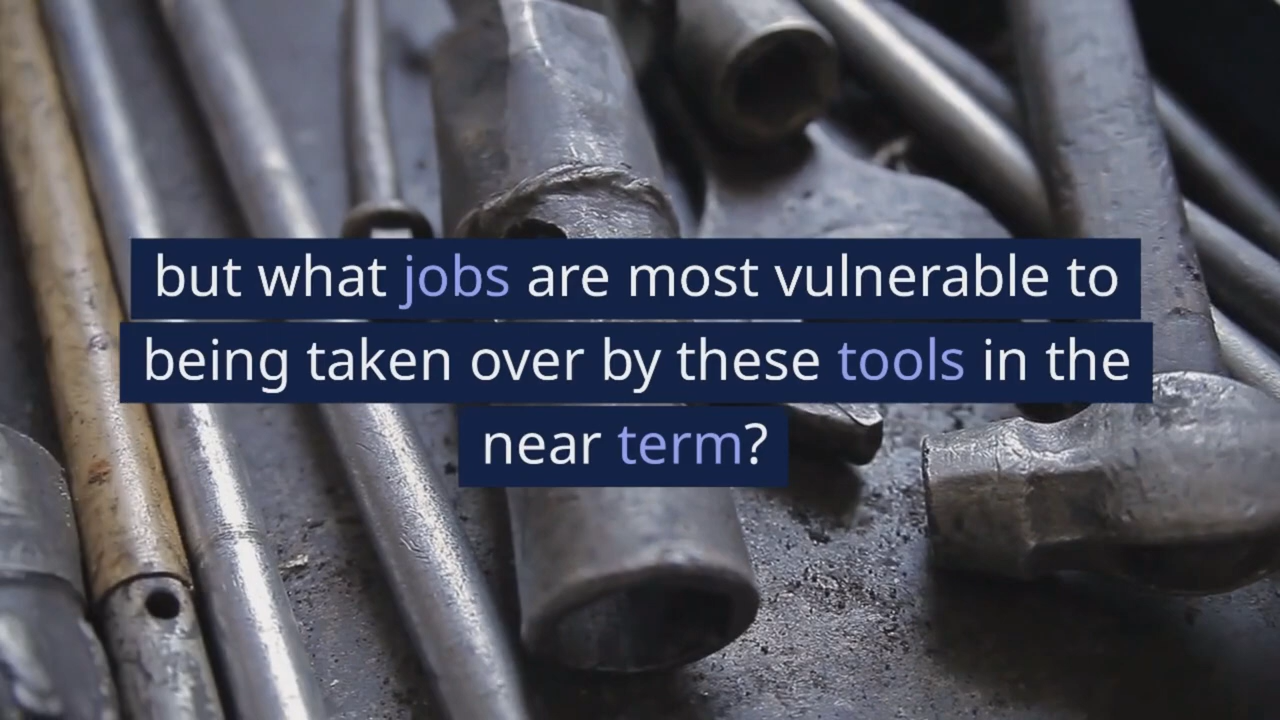 but what jobs are most vulnerable to
being taken over by these tools in the
near term?